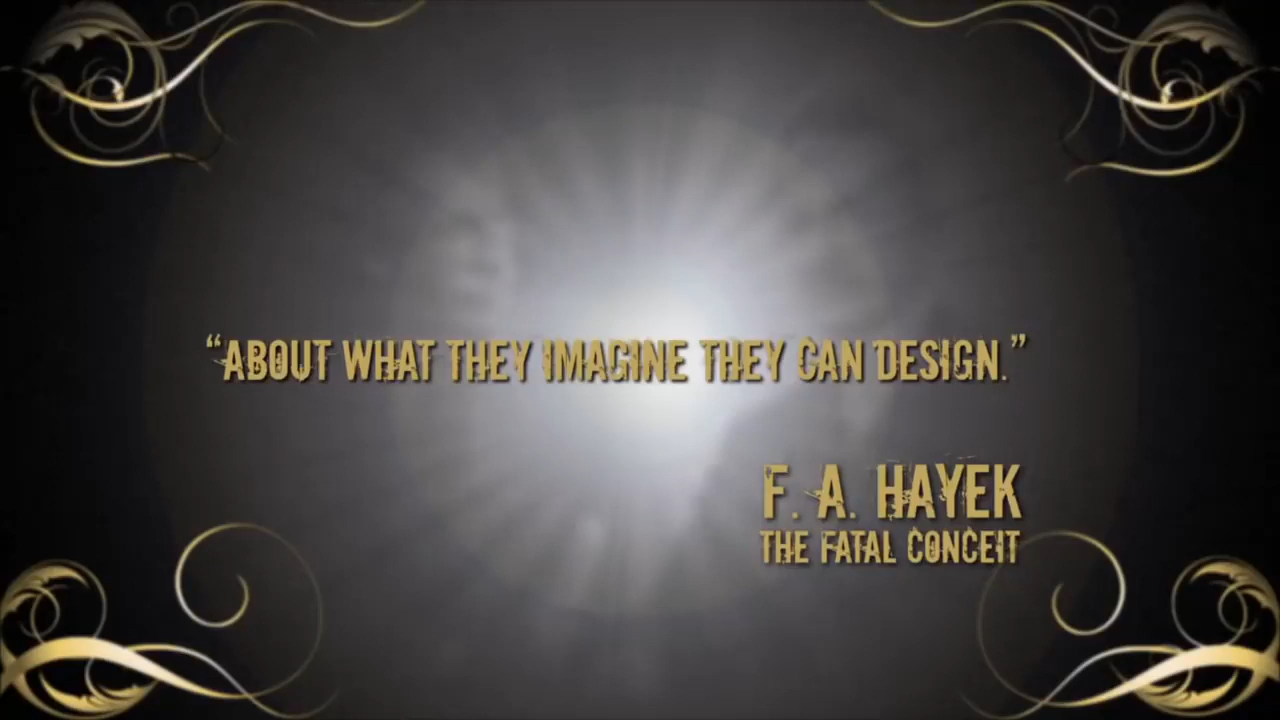 “ABOUT WHAT THEY IMAGINE THEY CAN DESIGN.”
F. A. HAYEK
THE FATAL CONCEIT